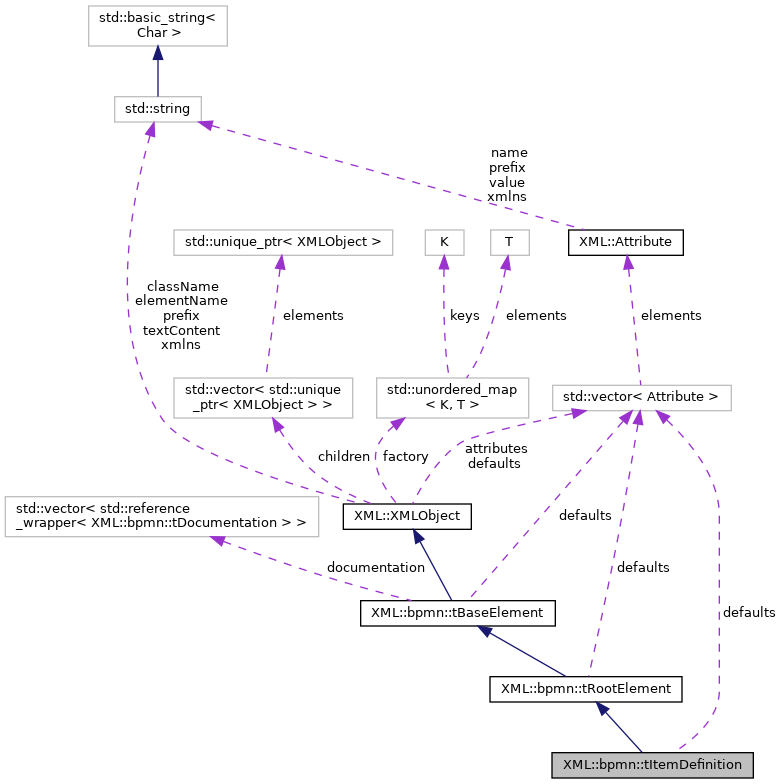 std::basic_string<
Char >
std::string
name
prefix
value
xmlns
std::unique_ptr< XMLObject >
K
T
XML::Attribute
className
elementName
prefix
textContent
xmlns
elements
keys
elements
elements
std::vector< std::unique
_ptr< XMLObject > >
std::unordered_map
< K, T >
std::vector< Attribute >
children
factory
attributes
defaults
std::vector< std::reference
_wrapper< XML::bpmn::tDocumentation > >
XML::XMLObject
defaults
documentation
defaults
XML::bpmn::tBaseElement
defaults
XML::bpmn::tRootElement
XML::bpmn::tItemDefinition